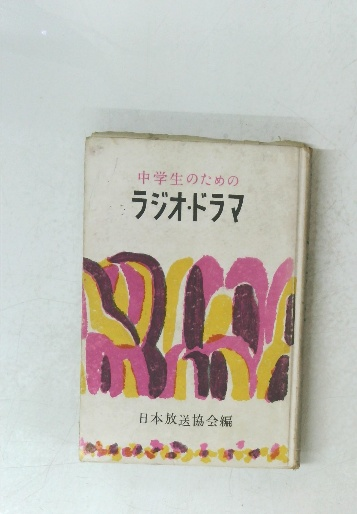 中学生のための
ラジオ・ドラマ
日本放送協会編